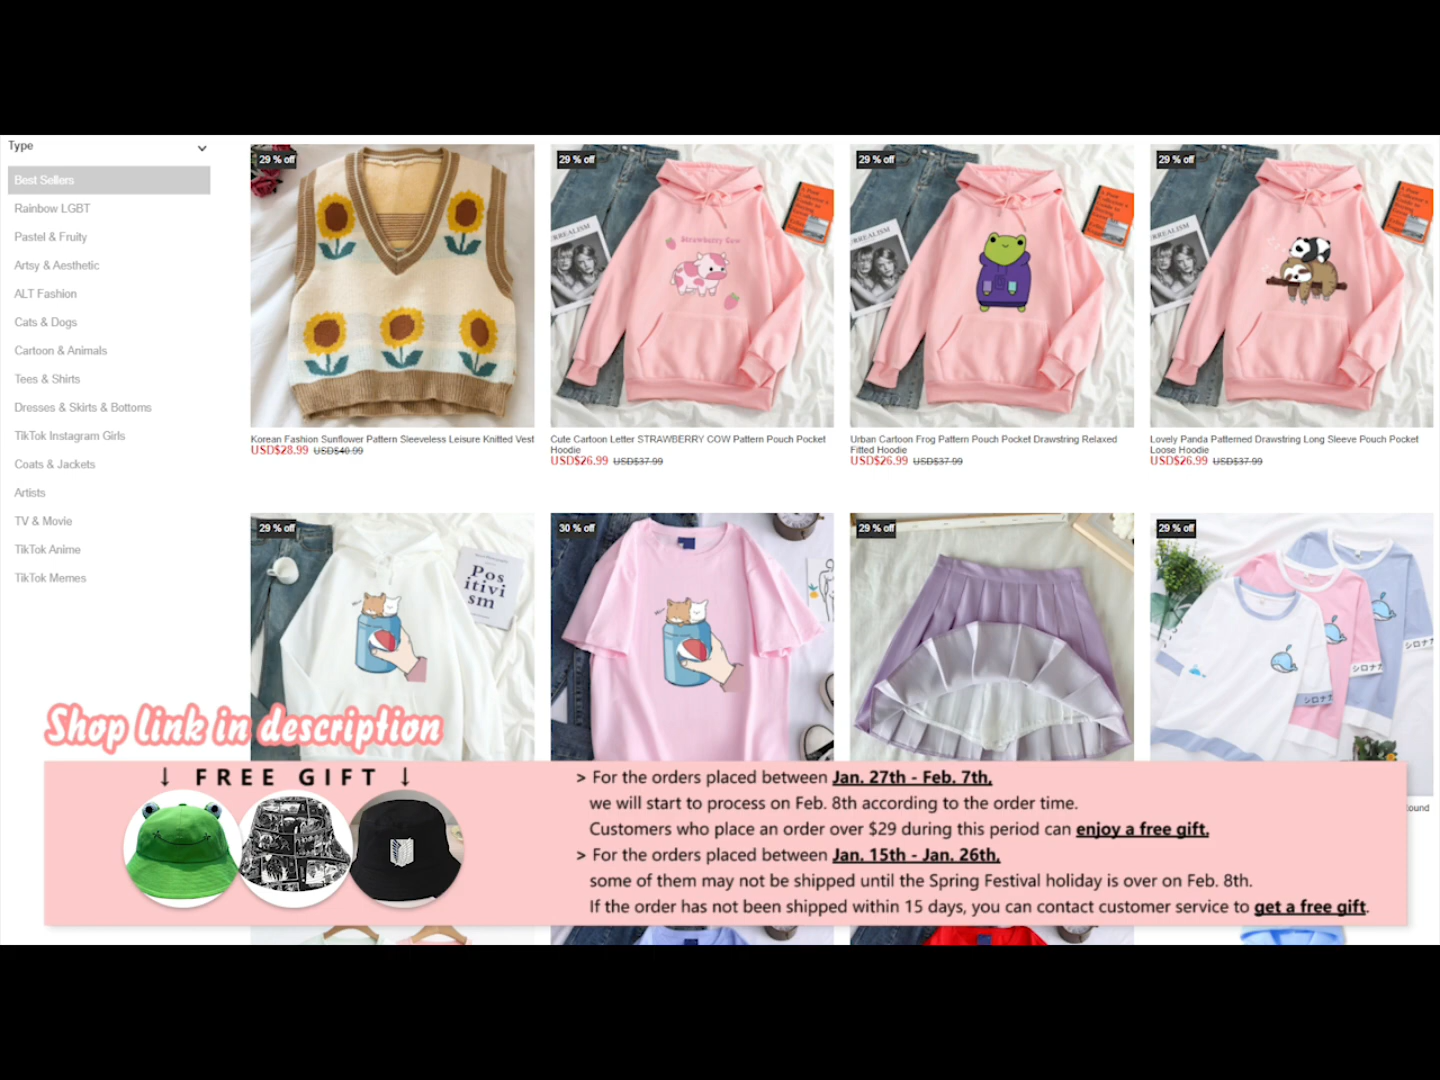 Type
Best Sellers
Rainbow LGBT
Pastel & Fruity
Artsy & Aesthetic
ALT Fashion
Cats & Dogs
Cartoon & Animals
Tees & Shirts
Dresses & Skirts & Bottoms
TikTok Instagram Girls
Coats & Jackets
Artists
TV & Movie
TikTok Anime
TikTok Memes
29 % off
Korean Fashion Sunflower Pattern Sleeveless Leisure Knitted Vest
USD$28.99 USD$40.99
29 % off
Strawberry Cow
Cute Cartoon Letter STRAWBERRY COW Pattern Pouch Pocket
Hoodie
USD$26.99 USD$37.99
29 % off
Urban Cartoon Frog Pattern Pouch Pocket Drawstring Relaxed
Fitted Hoodie
USD$26.99 USD$37.99
29 % off
Lovely Panda Patterned Drawstring Long Sleeve Pouch Pocket
Loose Hoodie
USD$26.99 USD$37.99
29 % off
Pos
itivi
sm
30 % off
29 % off
29 % off
シロナガ
Shop link in description
↓ FREE GIFT ↓
> For the orders placed between Jan. 27th - Feb. 7th,
we will start to process on Feb. 8th according to the order time.
Customers who place an order over $29 during this period can enjoy a free gift.
> For the orders placed between Jan. 15th - Jan. 26th,
some of them may not be shipped until the Spring Festival holiday is over on Feb. 8th.
If the order has not been shipped within 15 days, you can contact customer service to get a free gift.